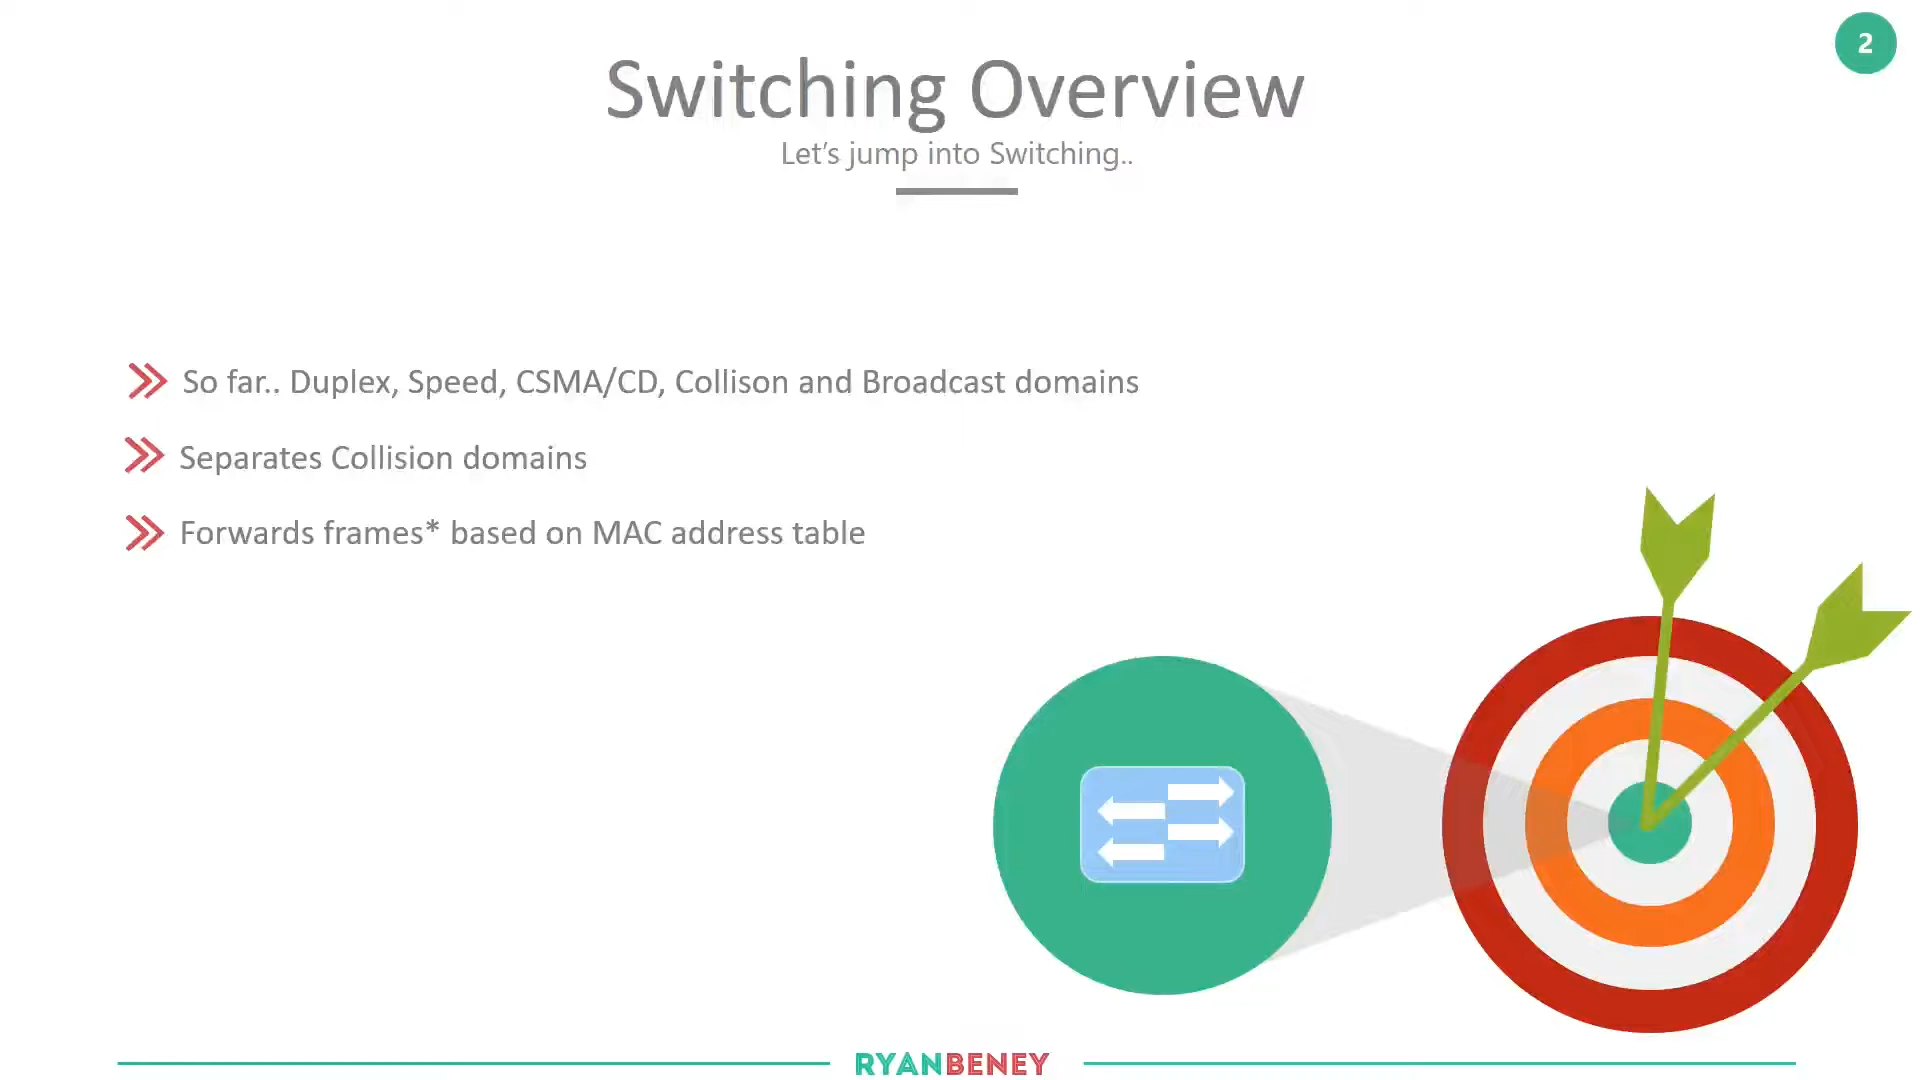 2
Switching Overview
Let's jump into Switching..
So far.. Duplex, Speed, CSMA/CD, Collison and Broadcast domains
Separates Collision domains
Forwards frames* based on MAC address table
RYANBENEY